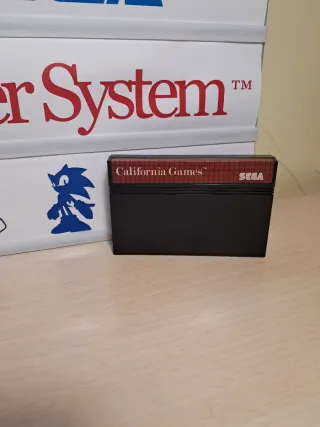 er System™
California Games™
SEGA